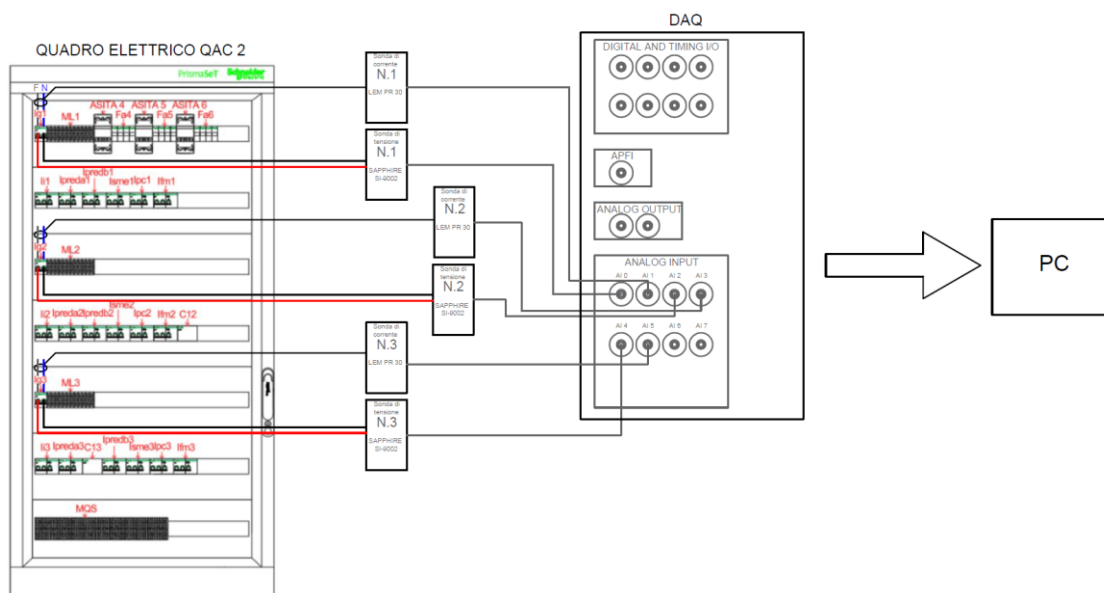 DAQ
QUADRO ELETTRICO QAC 2
PrismaSeT Schneider
F N
Ig1
ML1
ASITA 4
Fa4
ASITA 5
Fa5
ASITA 6
Fa6
Ii1
Ipreda1
Ipredb1
Isme1
Ipc1
Ifm1
Ig2
ML2
Ii2
Ipreda2
Ipredb2
Isme2
Ipc2
Ifm2
C12
Ig3
ML3
Ii3
Ipreda3
C13
Ipredb3
Isme3
Ipc3
Ifm3
MQS
Sonda di
corrente
N.1
LEM PR 30
Sonda di
tensione
N.1
SAPPHIRE
SI-9002
Sonda di
corrente
N.2
LEM PR 30
Sonda di
tensione
N.2
SAPPHIRE
SI-9002
Sonda di
corrente
N.3
LEM PR 30
Sonda di
tensione
N.3
SAPPHIRE
SI-9002
DIGITAL AND TIMING I/O
APFI
ANALOG OUTPUT
ANALOG INPUT
AI 0 AI 1 AI 2 AI 3
AI 4 AI 5 AI 6 AI 7
PC